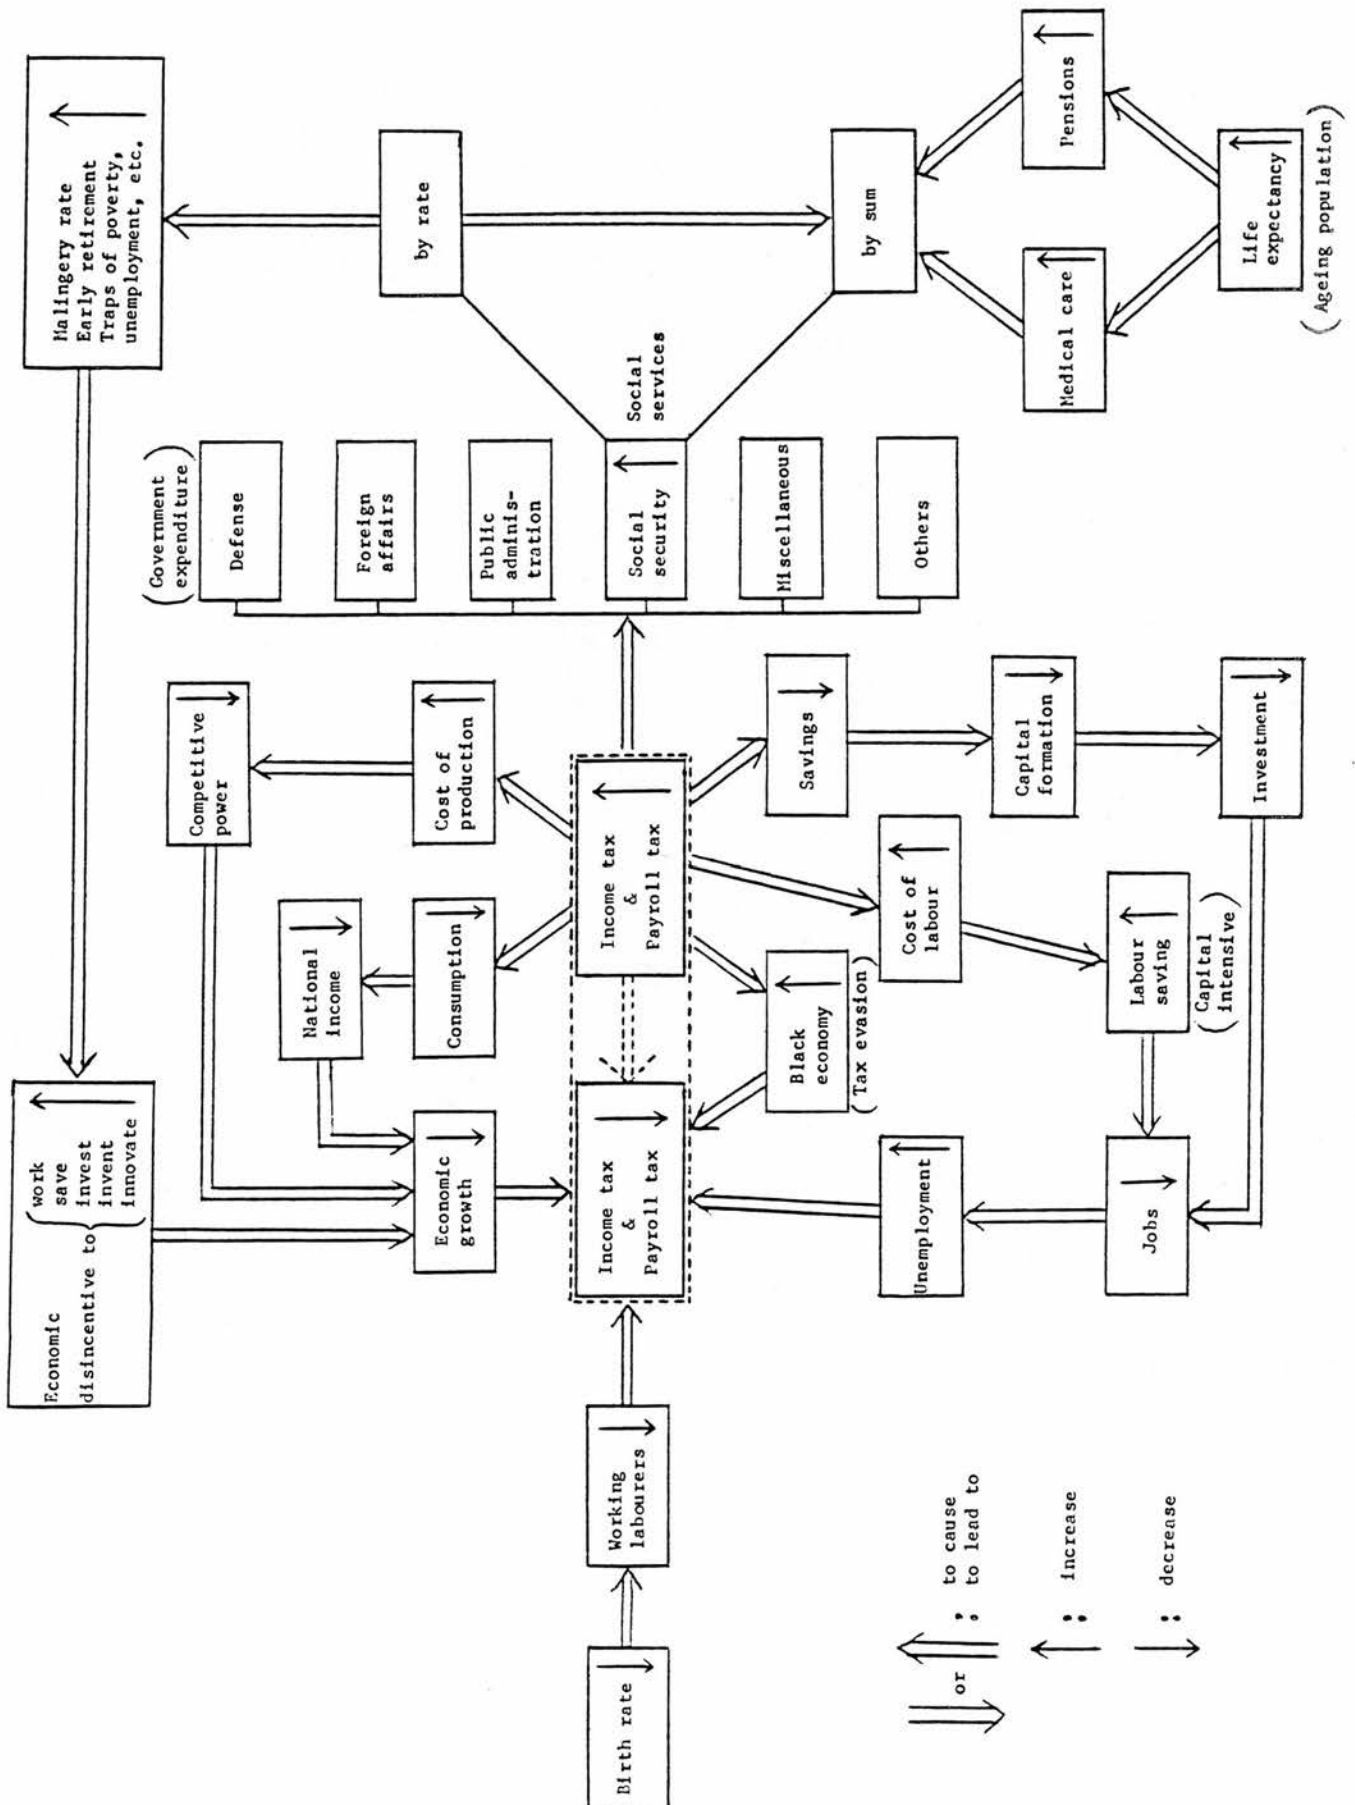 Economic
disincentive to
work
save
invest
invent
innovate
Malingery rate
Early retirement
Traps of poverty,
unemployment, etc.
Competitive
power
(Government
expenditure)
Defense
National
income
Foreign
affairs
by rate
Economic
growth
Consumption
Cost of
production
Public
adminis-
tration
Birth rate
Working
labourers
Income tax
&
Payroll tax
Income tax
&
Payroll tax
Social
security
Social
services
Black
economy
(Tax evasion)
Savings
Miscellaneous
Unemployment
Cost of
labour
Others
by sum
Capital
formation
Medical care
Pensions
Jobs
Labour
saving
(Capital
intensive)
Investment
Life
expectancy
(Ageing population)
or
: to cause
to lead to
: increase
: decrease